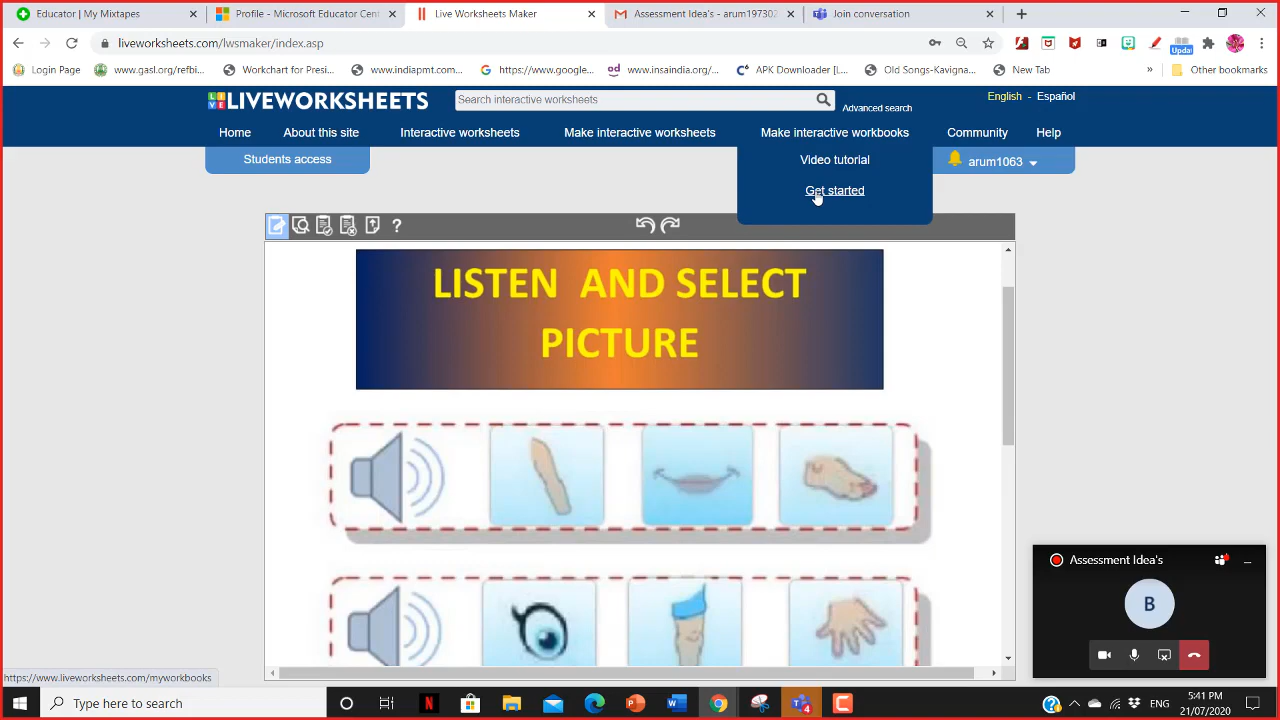 Educator | My Mixtapes
Profile - Microsoft Educator Cent
Live Worksheets Maker
Assessment Idea's - arum197302
Join conversation
liveworksheets.com/lwsmaker/index.asp
Updat
Login Page
www.gasl.org/refbi...
Workchart for Presi...
www.indiapmt.com...
https://www.google...
www.insaindia.org/...
APK Downloader [L...
Old Songs-Kavigna...
New Tab
»
Other bookmarks
LIVEWORKSHEETS
Search interactive worksheets
Advanced search
English - Español
Home
About this site
Interactive worksheets
Make interactive worksheets
Make interactive workbooks
Community
Help
Students access
Video tutorial
arum1063
Get started
?
LISTEN AND SELECT
PICTURE
Assessment Idea's
B
https://www.liveworksheets.com/myworkbooks
Type here to search
4
ENG
5:41 PM
21/07/2020